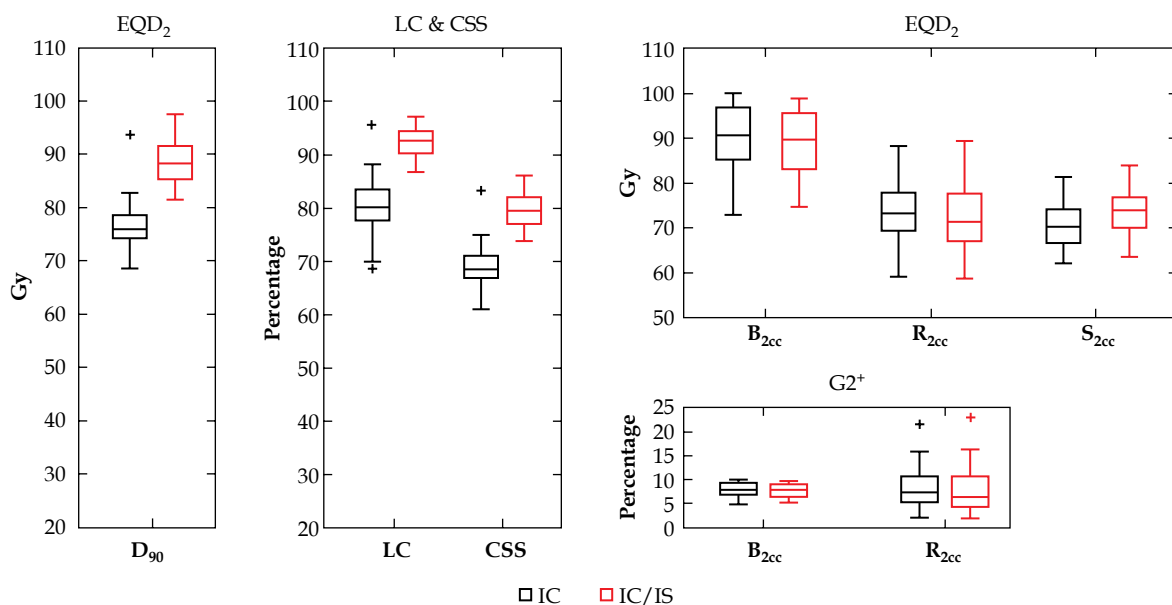 EQD₂
110
100
90
80
70
60
50
40
30
20
Gy
D₉₀
LC & CSS
110
100
90
80
70
60
50
40
30
20
Percentage
LC CSS
EQD₂
110
100
90
80
70
60
50
Gy
B₂cc R₂cc S₂cc
G2⁺
25
20
15
10
5
0
Percentage
B₂cc R₂cc
IC IC/IS